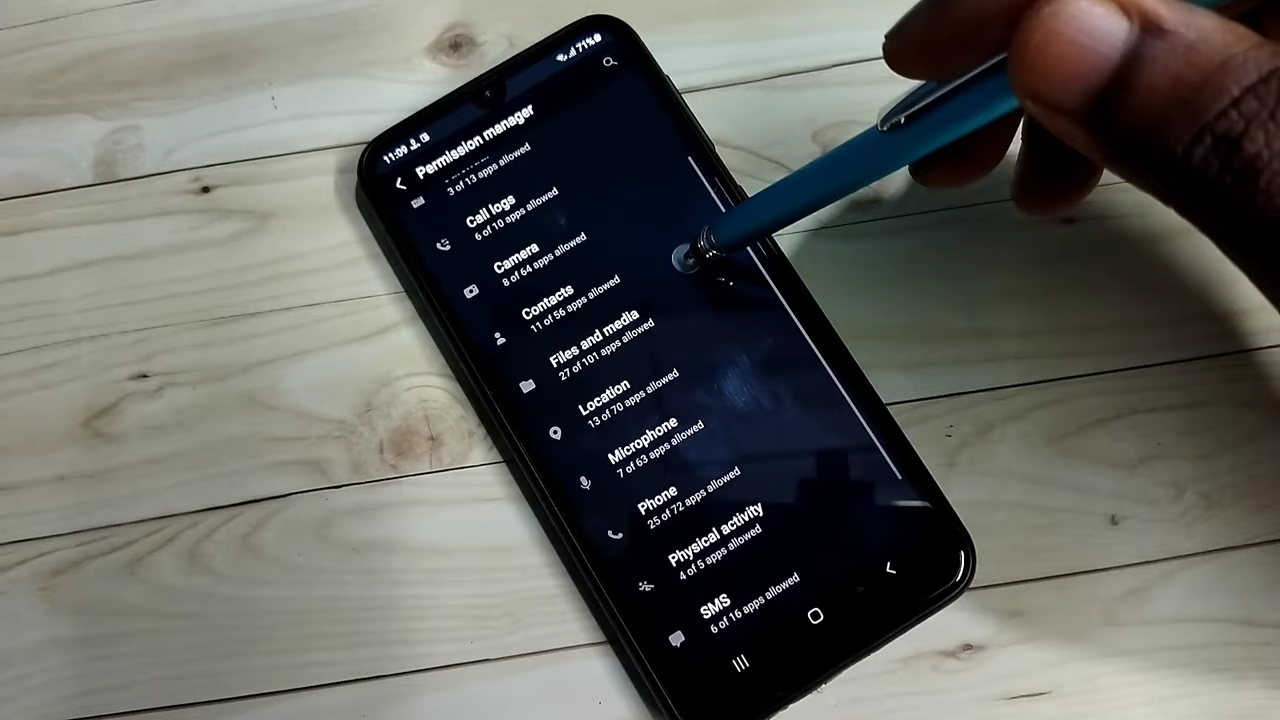 11:09
71%
Permission manager
3 of 13 apps allowed
Call logs
6 of 10 apps allowed
Camera
8 of 64 apps allowed
Contacts
11 of 56 apps allowed
Files and media
27 of 101 apps allowed
Location
13 of 70 apps allowed
Microphone
7 of 63 apps allowed
Phone
25 of 72 apps allowed
Physical activity
4 of 5 apps allowed
SMS
6 of 16 apps allowed